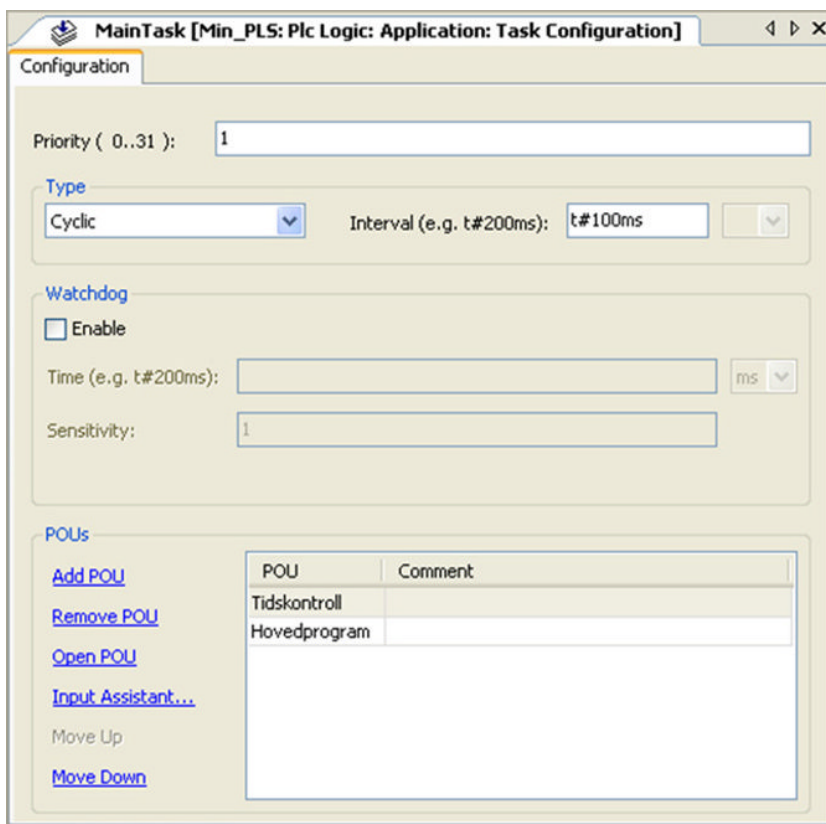 MainTask [Min_PLS: Plc Logic: Application: Task Configuration]
Configuration
Priority ( 0..31 ): 1
Type
Cyclic Interval (e.g. t#200ms): t#100ms
Watchdog
Enable
Time (e.g. t#200ms): ms
Sensitivity: 1
POUs
Add POU
Remove POU
Open POU
Input Assistant...
Move Up
Move Down
POU Comment
Tidskontroll
Hovedprogram